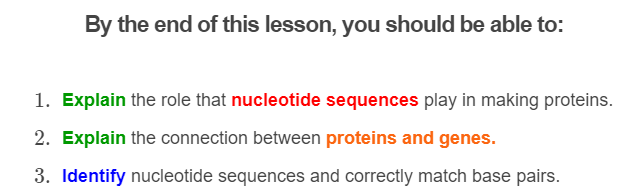 By the end of this lesson, you should be able to:
1. Explain the role that nucleotide sequences play in making proteins.
2. Explain the connection between proteins and genes.
3. Identify nucleotide sequences and correctly match base pairs.